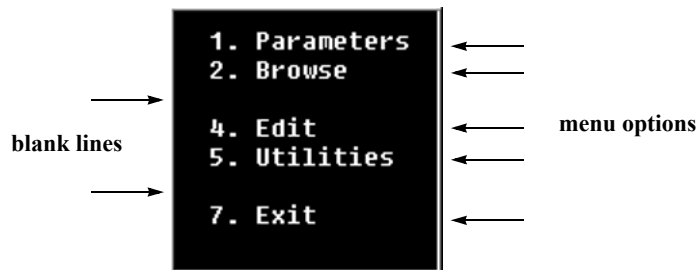 1. Parameters
2. Browse
4. Edit
menu options
blank lines
5. Utilities
7. Exit